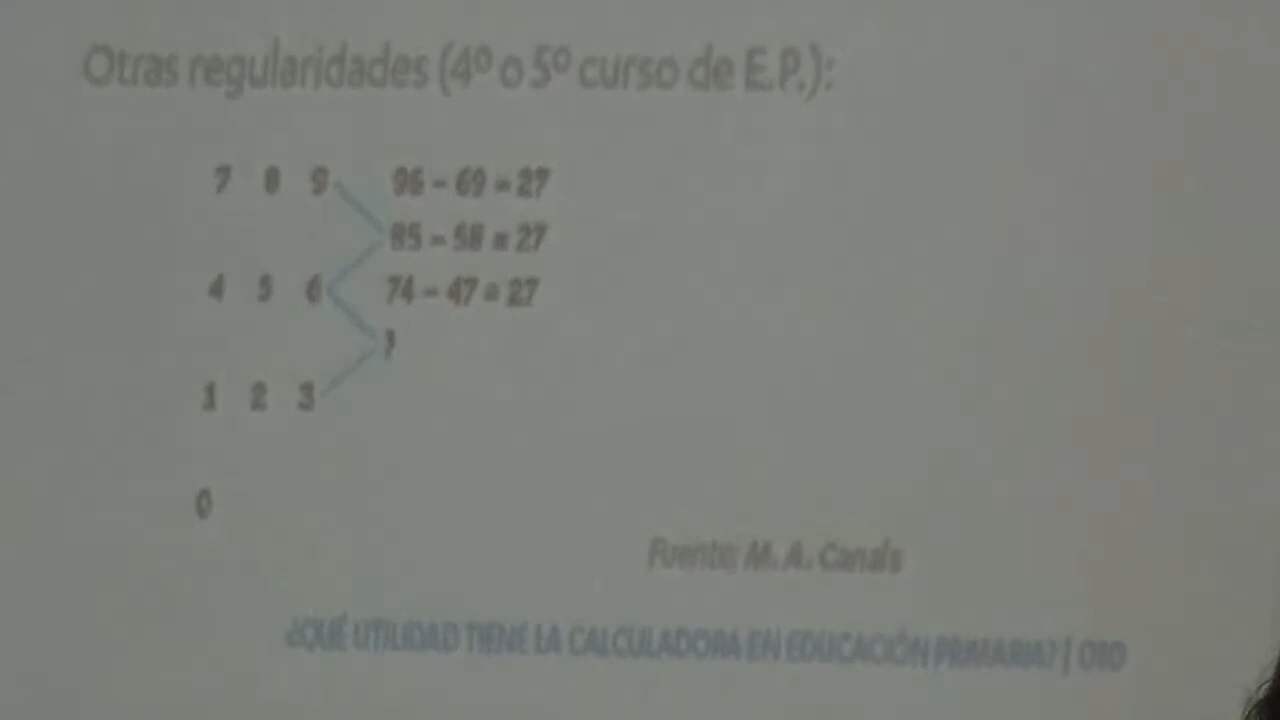 Otras regularidades (4º o 5º curso de E.P.):
7 8 9 96 - 69 = 27
85 - 58 = 27
4 5 6 74 - 47 = 27
?
1 2 3
0
Fuente: M. A. Canals
¿QUÉ UTILIDAD TIENE LA CALCULADORA EN EDUCACIÓN PRIMARIA? | 010